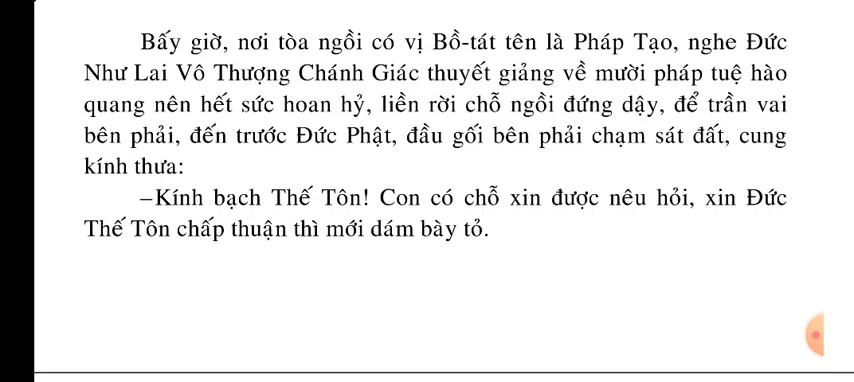 Bấy giờ, nơi tòa ngồi có vị Bồ-tát tên là Pháp Tạo, nghe Đức
Như Lai Vô Thượng Chánh Giác thuyết giảng về mười pháp tuệ hào
quang nên hết sức hoan hỷ, liền rời chỗ ngồi đứng dậy, để trần vai
bên phải, đến trước Đức Phật, đầu gối bên phải chạm sát đất, cung
kính thưa:
–Kính bạch Thế Tôn! Con có chỗ xin được nêu hỏi, xin Đức
Thế Tôn chấp thuận thì mới dám bày tỏ.